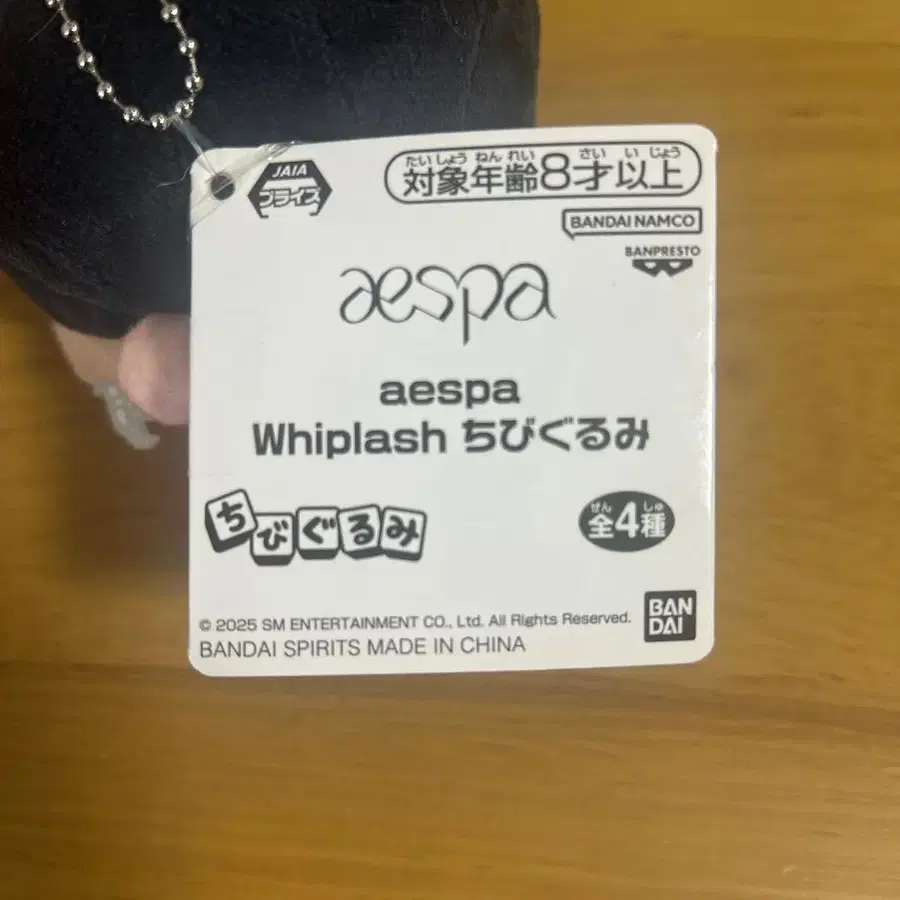 JAIA
プライズ
たいしょうねんれい さいいじょう
対象年齢8才以上
BANDAI NAMCO
BANPRESTO
aespa
aespa
Whiplash ちびぐるみ
ちびぐるみ
ぜん しゅ
全4種
© 2025 SM ENTERTAINMENT CO., Ltd. All Rights Reserved.
BANDAI SPIRITS MADE IN CHINA
BAN
DAI